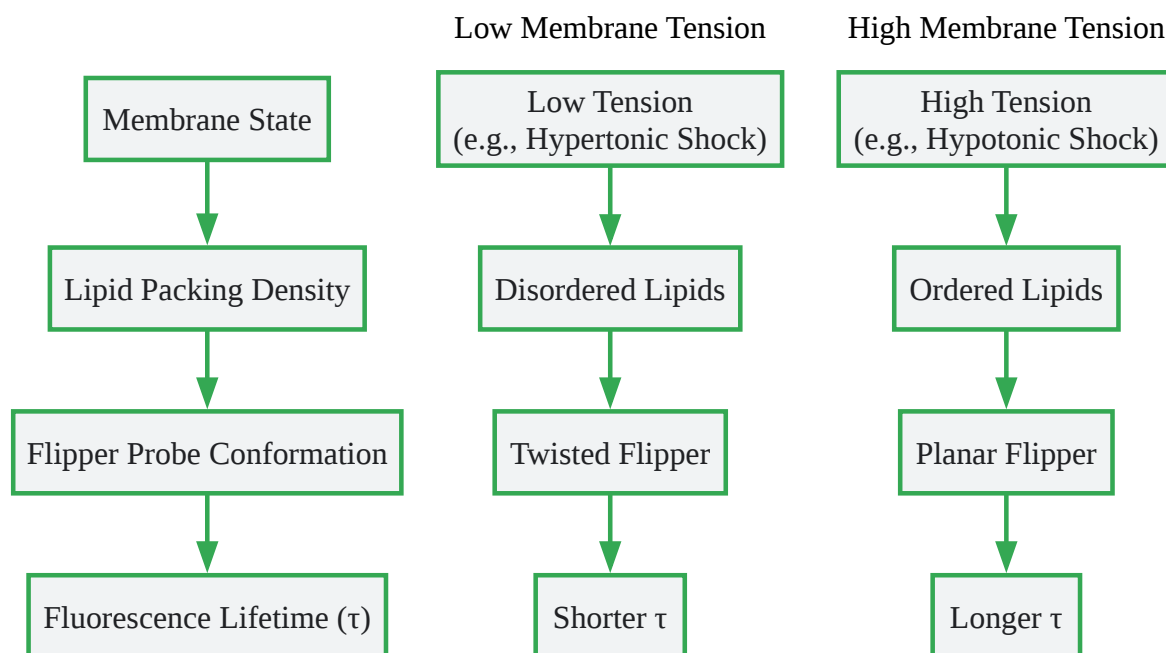 Low Membrane Tension
High Membrane Tension
Membrane State
Low Tension
(e.g., Hypertonic Shock)
High Tension
(e.g., Hypotonic Shock)
Lipid Packing Density
Disordered Lipids
Ordered Lipids
Flipper Probe Conformation
Twisted Flipper
Planar Flipper
Fluorescence Lifetime (τ)
Shorter τ
Longer τ